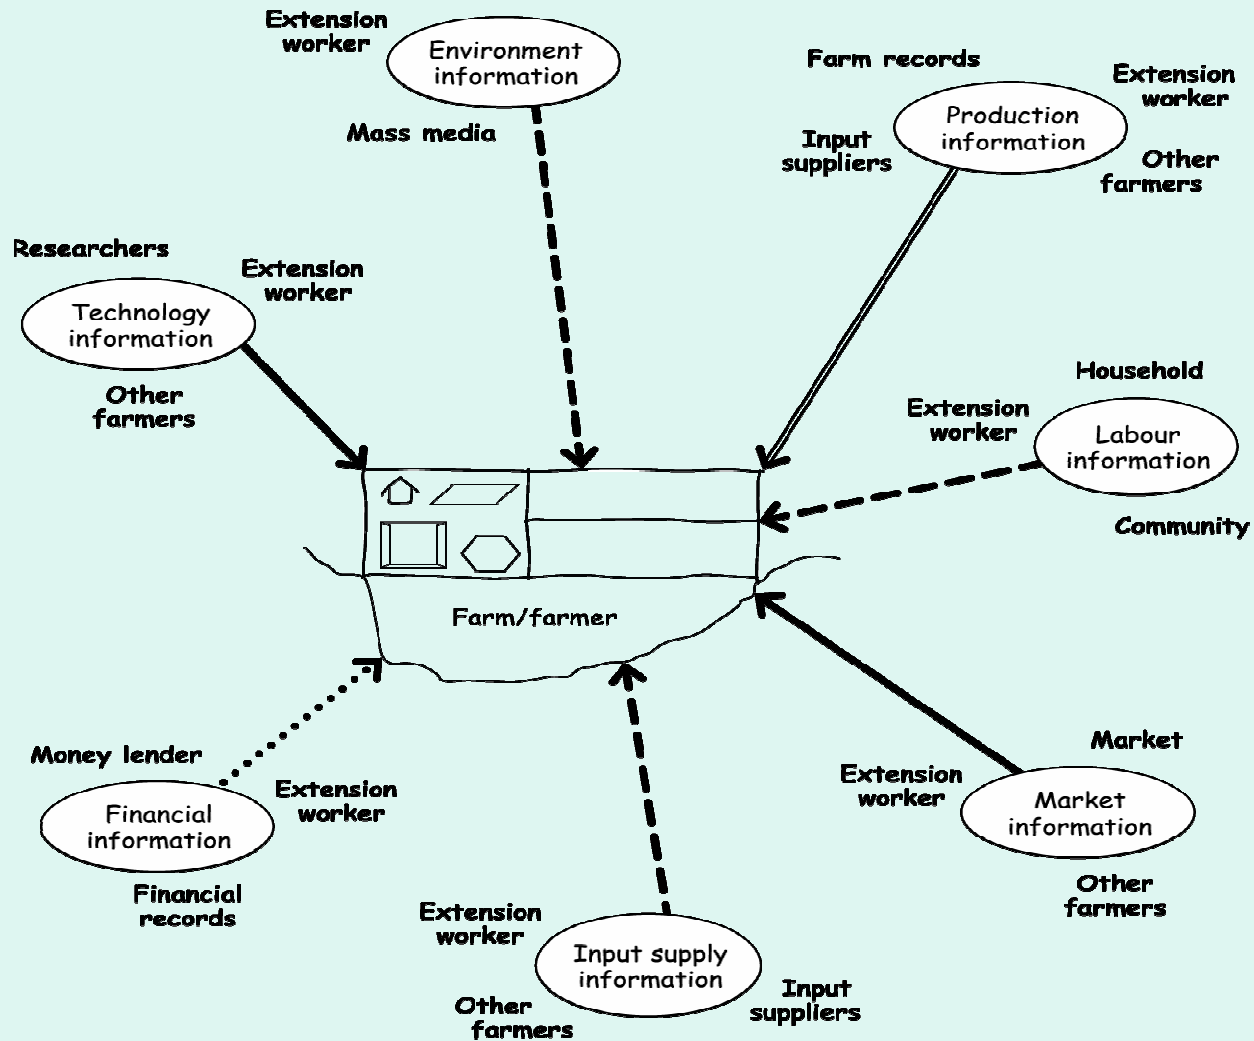 Extension
worker
Environment
information
Mass media
Farm records
Extension
worker
Production
information
Input
suppliers
Other
farmers
Researchers
Extension
worker
Technology
information
Other
farmers
Household
Extension
worker
Labour
information
Community
Farm/farmer
Money lender
Extension
worker
Financial
information
Financial
records
Market
Extension
worker
Market
information
Other
farmers
Extension
worker
Input supply
information
Other
farmers
Input
suppliers